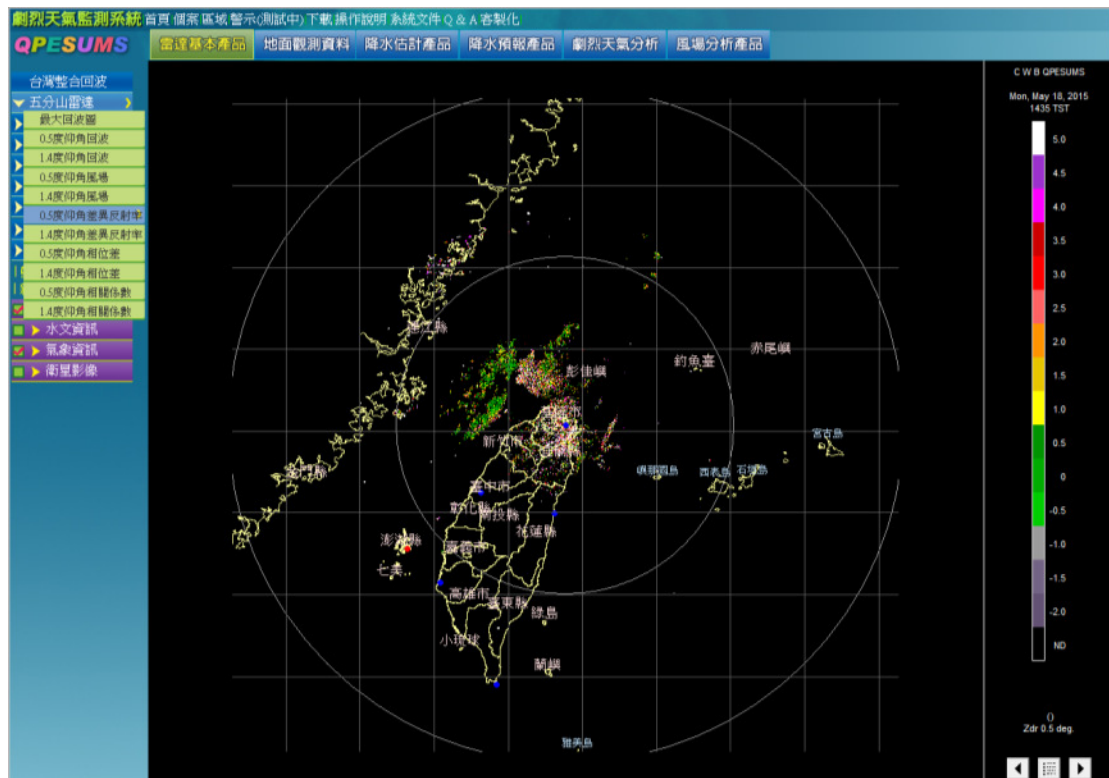 劇烈天氣監測系統 首頁 個案 區域 警示(測試中) 下載 操作說明 系統文件 Q & A 客製化
QPESUMS
雷達基本產品 地面觀測資料 降水估計產品 降水預報產品 劇烈天氣分析 風場分析產品
台灣整合回波
五分山雷達
最大回波圖
0.5度仰角回波
1.4度仰角回波
0.5度仰角風場
1.4度仰角風場
0.5度仰角差異反射率
1.4度仰角差異反射率
0.5度仰角相位差
1.4度仰角相位差
0.5度仰角相關係數
1.4度仰角相關係數
水文資訊
氣象資訊
衛星影像
連江縣
赤尾嶼
釣魚臺
彭佳嶼
新竹市
宮古島
與那國島
西表島
石垣島
金門縣
臺中市
彰化縣
南投縣
花蓮縣
澎湖縣
嘉義市
七美
高雄市
臺東縣
綠島
小琉球
蘭嶼
雅美島
CWB QPESUMS
Mon, May 18, 2015
1435 TST
5.0
4.5
4.0
3.5
3.0
2.5
2.0
1.5
1.0
0.5
0
-0.5
-1.0
-1.5
-2.0
ND
()
Zdr 0.5 deg.